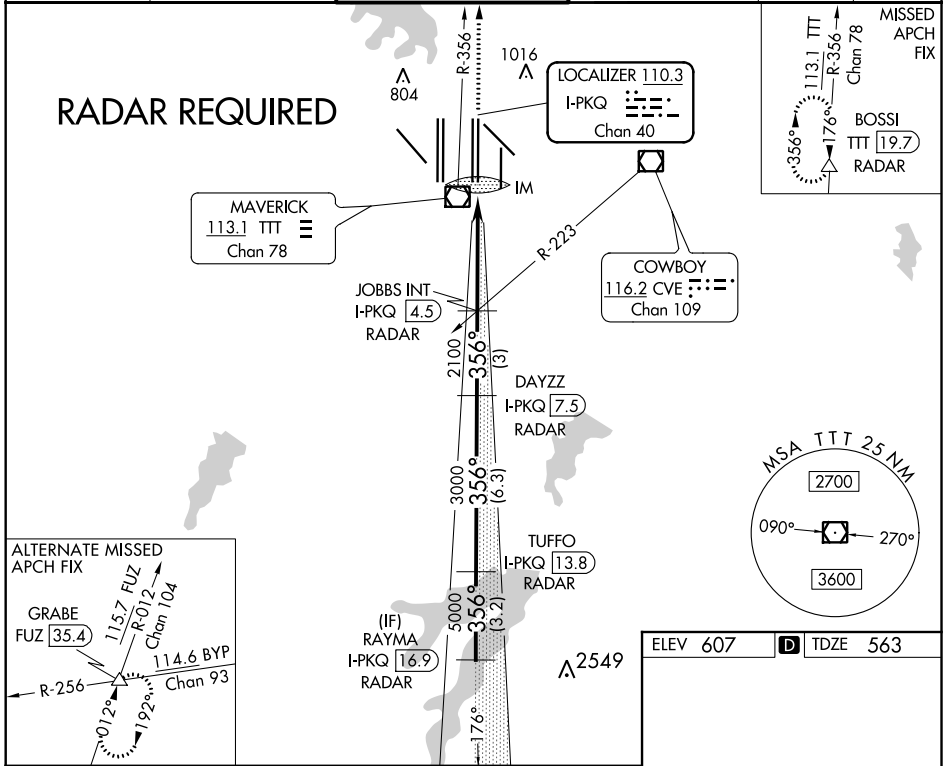 RADAR REQUIRED
R-356
804
1016
LOCALIZER 110.3
I-PKQ
Chan 40
MISSED
APCH
FIX
113.1 TTT
R-356
Chan 78
356°
176°
BOSSI
TTT 19.7
RADAR
IM
MAVERICK
113.1 TTT
Chan 78
R-223
COWBOY
116.2 CVE
Chan 109
JOBBS INT
I-PKQ 4.5
RADAR
2100
356°
(3)
DAYZZ
I-PKQ 7.5
RADAR
3000
356°
(6.3)
TUFFO
I-PKQ 13.8
RADAR
5000
356°
(3.2)
(IF)
RAYMA
I-PKQ 16.9
RADAR
176°
2549
MSA TTT 25 NM
2700
090°
270°
3600
ALTERNATE MISSED
APCH FIX
115.7 FUZ
R-012
Chan 104
GRABE
FUZ 35.4
114.6 BYP
Chan 93
R-256
012°
192°
ELEV 607 D TDZE 563